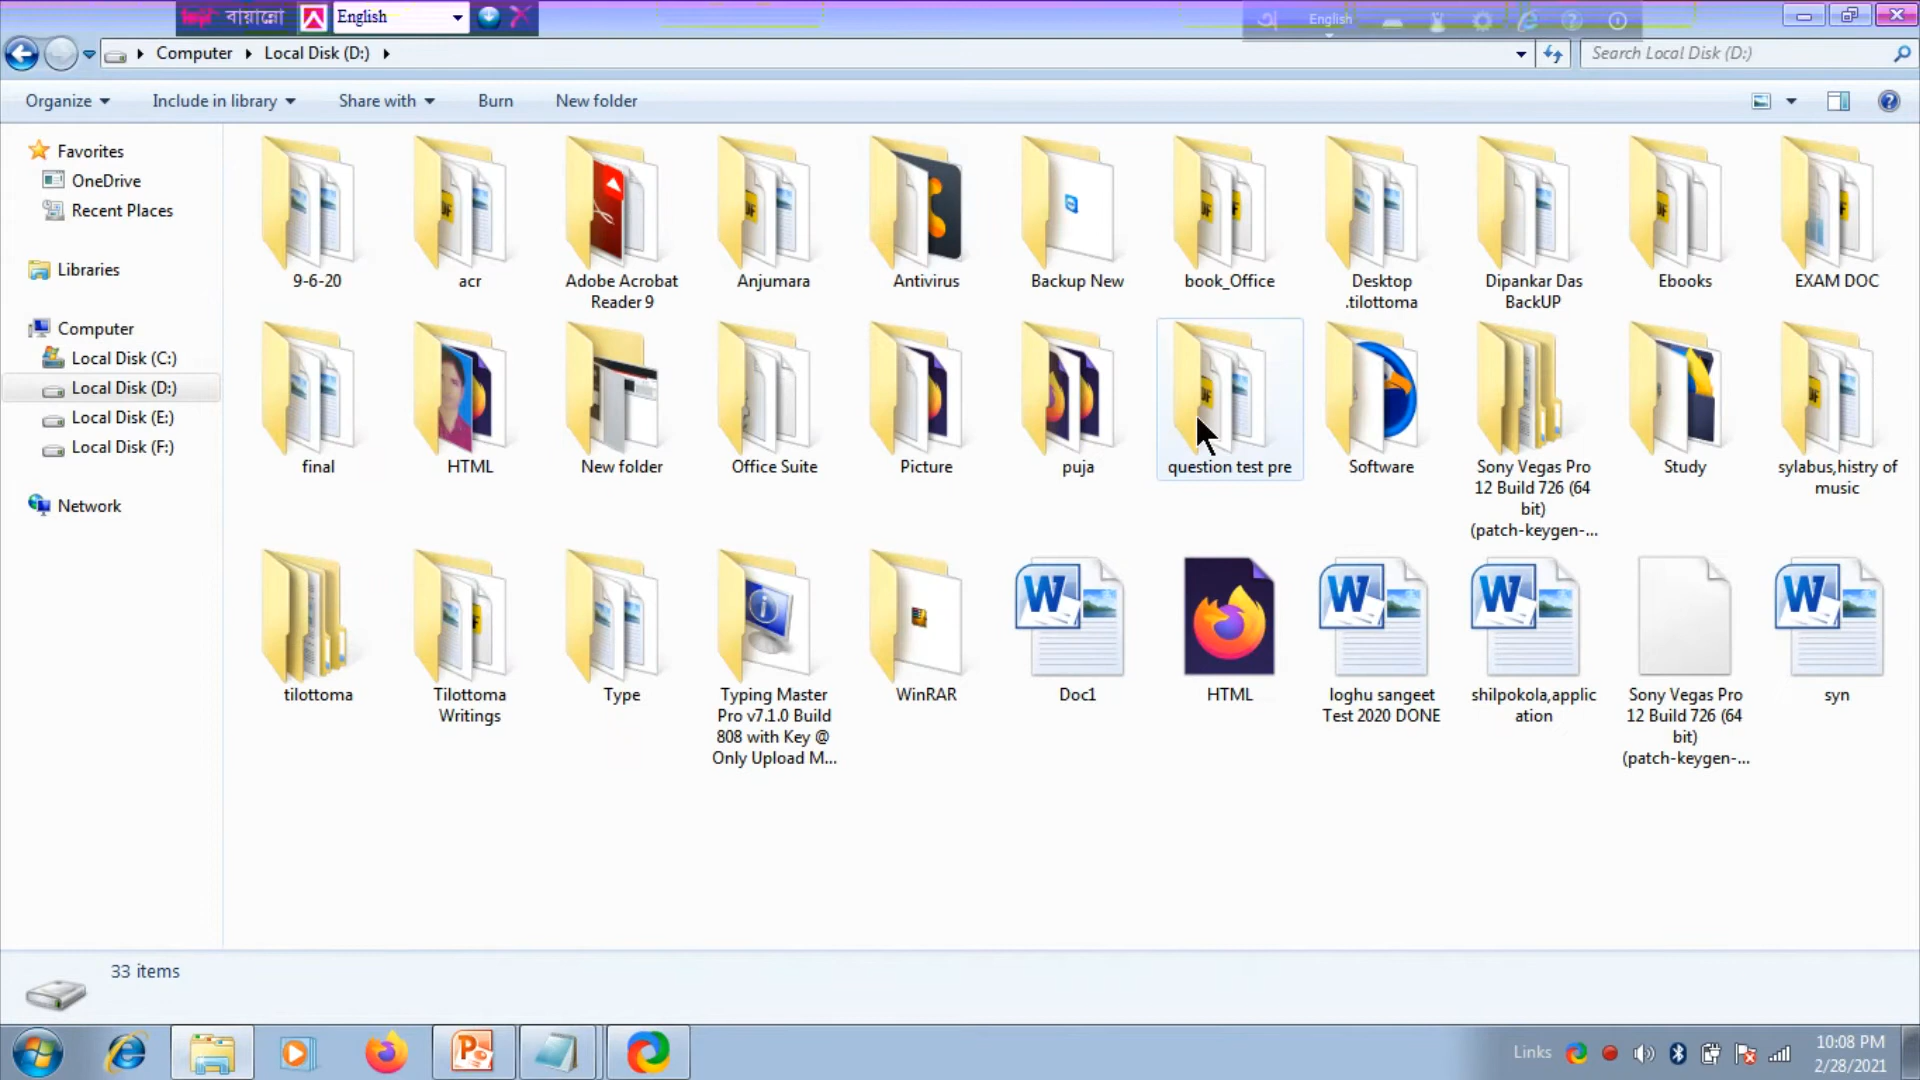 বায়ান্নো English
English
Computer Local Disk (D:)
Search Local Disk (D:)
Organize Include in library Share with Burn New folder
Favorites
OneDrive
Recent Places
Libraries
Computer
Local Disk (C:)
Local Disk (D:)
Local Disk (E:)
Local Disk (F:)
Network
9-6-20
acr
Adobe Acrobat
Reader 9
Anjumara
Antivirus
Backup New
book_Office
Desktop
.tilottoma
Dipankar Das
BackUP
Ebooks
EXAM DOC
final
HTML
New folder
Office Suite
Picture
puja
question test pre
Software
Sony Vegas Pro
12 Build 726 (64
bit)
(patch-keygen-...
Study
sylabus,histry of
music
tilottoma
Tilottoma
Writings
Type
Typing Master
Pro v7.1.0 Build
808 with Key @
Only Upload M...
WinRAR
Doc1
HTML
loghu sangeet
Test 2020 DONE
shilpokola,applic
ation
Sony Vegas Pro
12 Build 726 (64
bit)
(patch-keygen-...
syn
33 items
Links
10:08 PM
2/28/2021